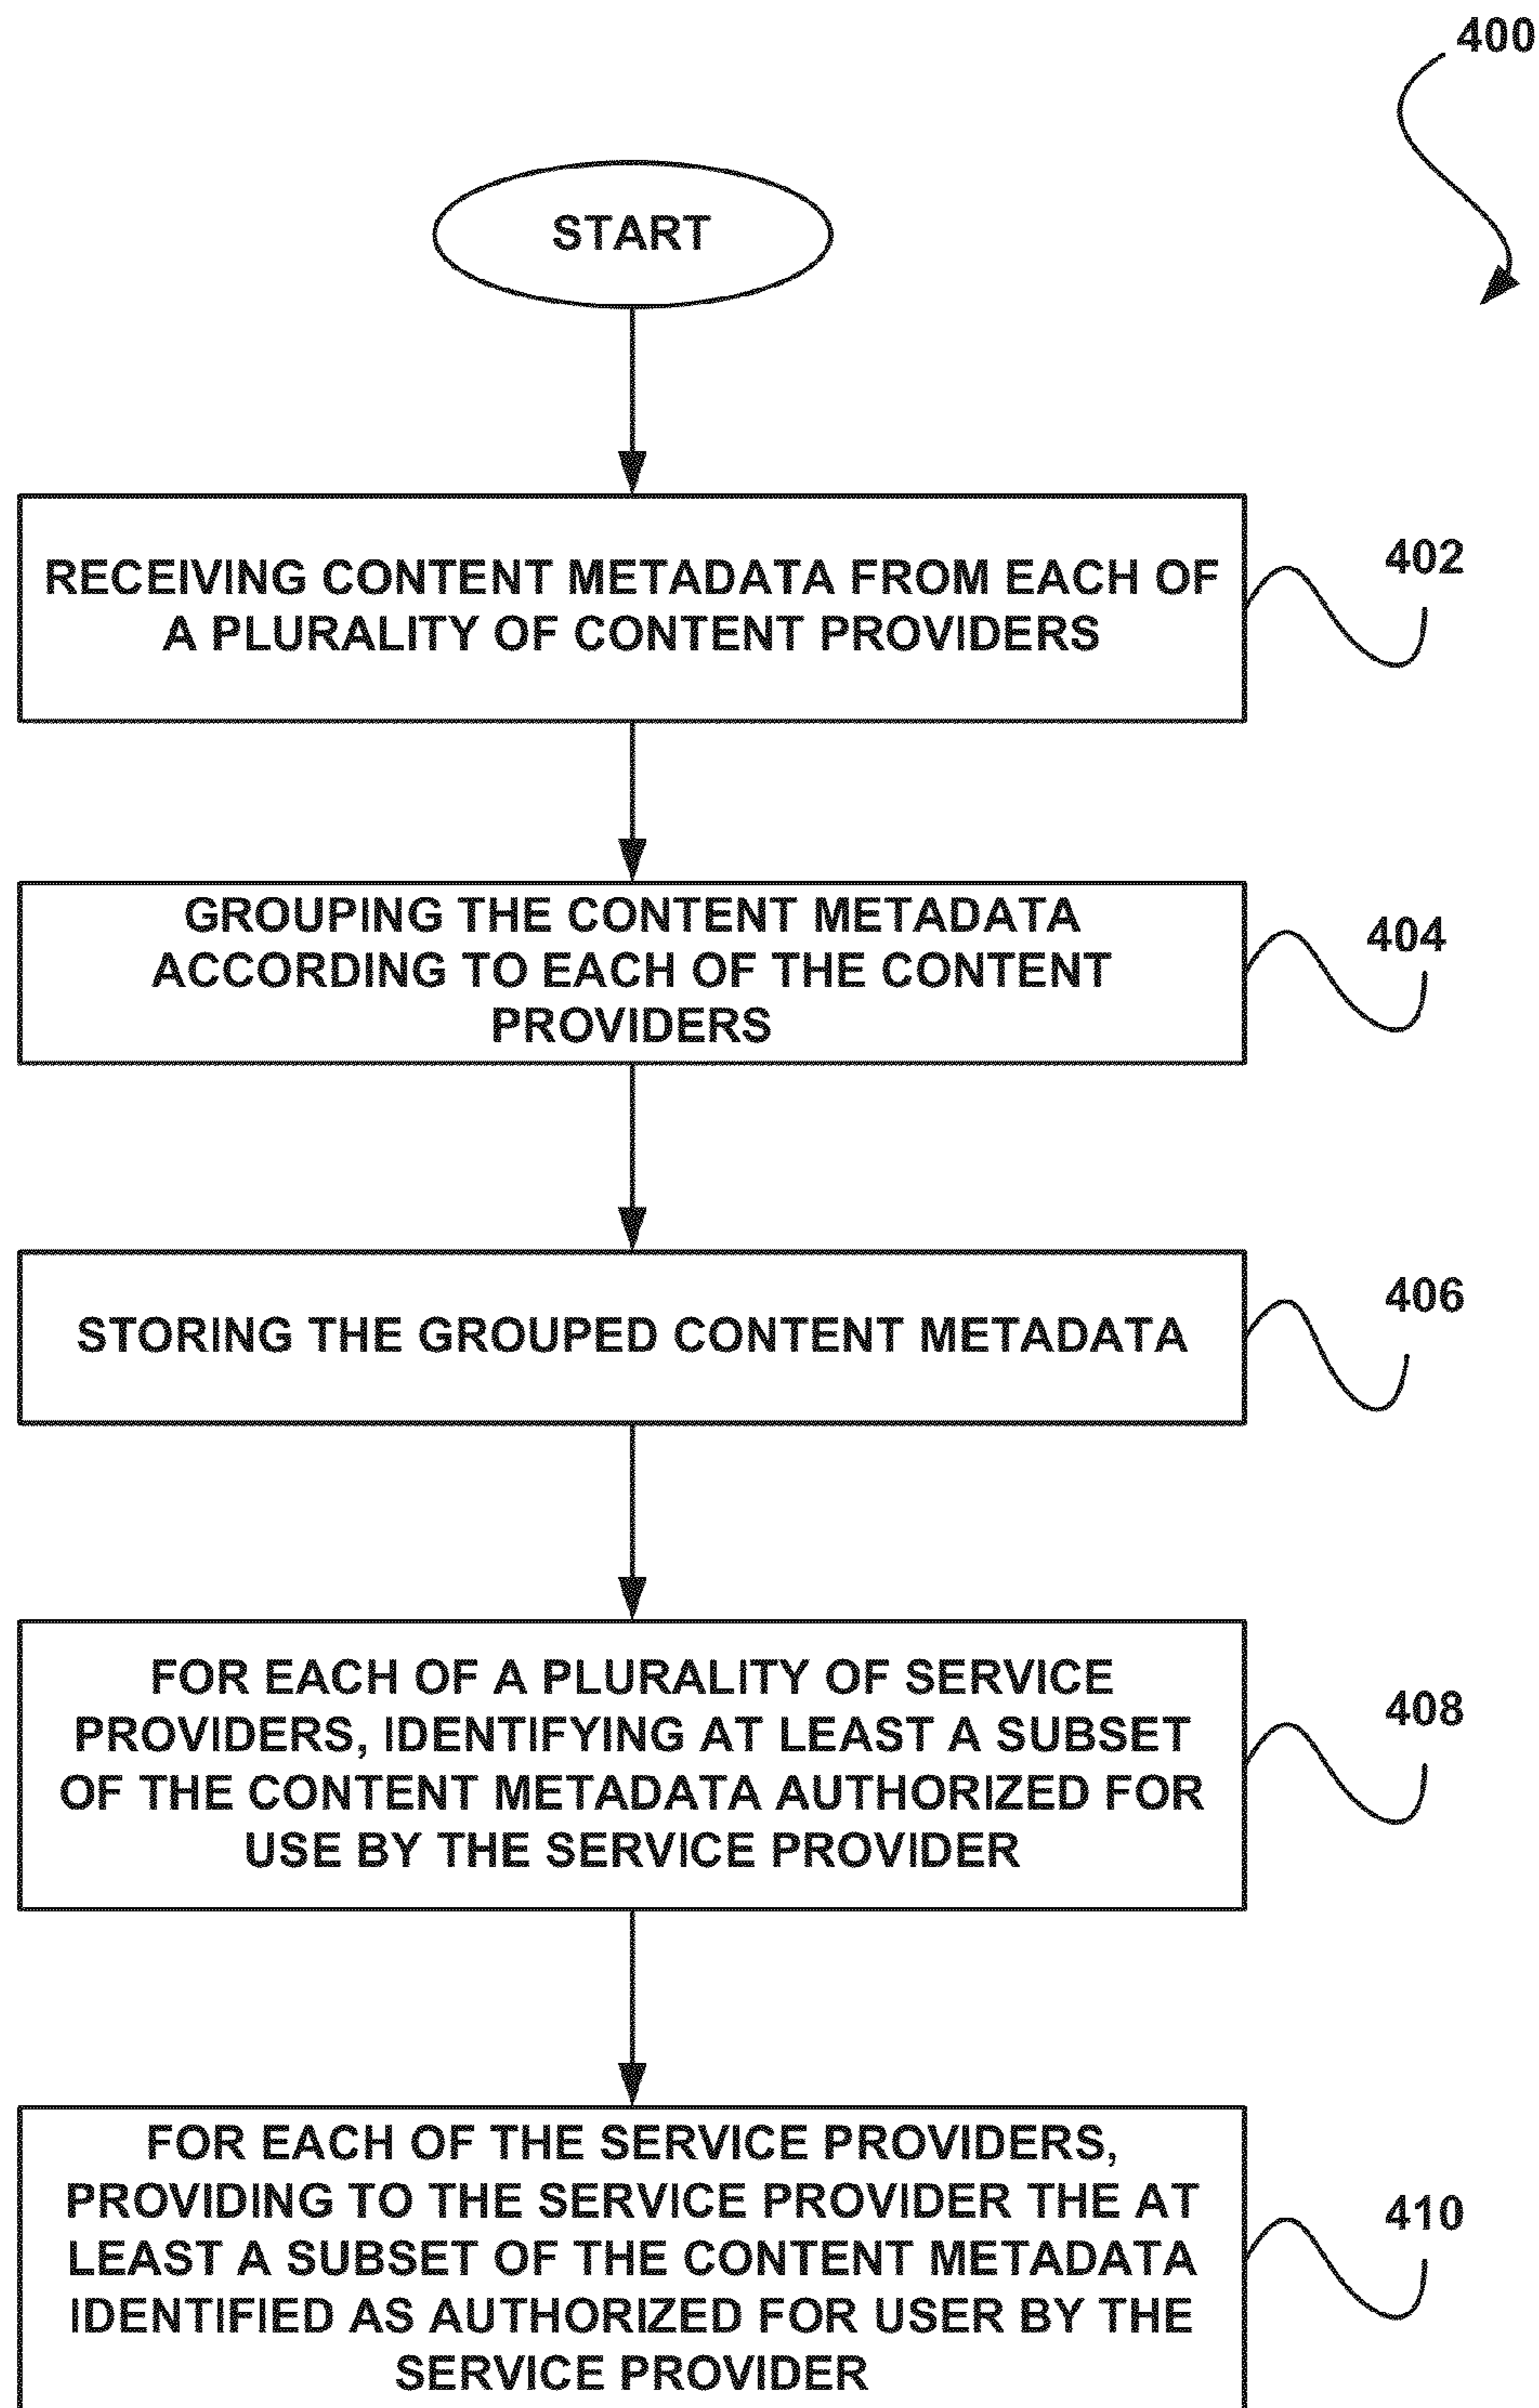 400
START
RECEIVING CONTENT METADATA FROM EACH OF
A PLURALITY OF CONTENT PROVIDERS
402
GROUPING THE CONTENT METADATA
ACCORDING TO EACH OF THE CONTENT
PROVIDERS
404
STORING THE GROUPED CONTENT METADATA
406
FOR EACH OF A PLURALITY OF SERVICE
PROVIDERS, IDENTIFYING AT LEAST A SUBSET
OF THE CONTENT METADATA AUTHORIZED FOR
USE BY THE SERVICE PROVIDER
408
FOR EACH OF THE SERVICE PROVIDERS,
PROVIDING TO THE SERVICE PROVIDER THE AT
LEAST A SUBSET OF THE CONTENT METADATA
IDENTIFIED AS AUTHORIZED FOR USER BY THE
SERVICE PROVIDER
410